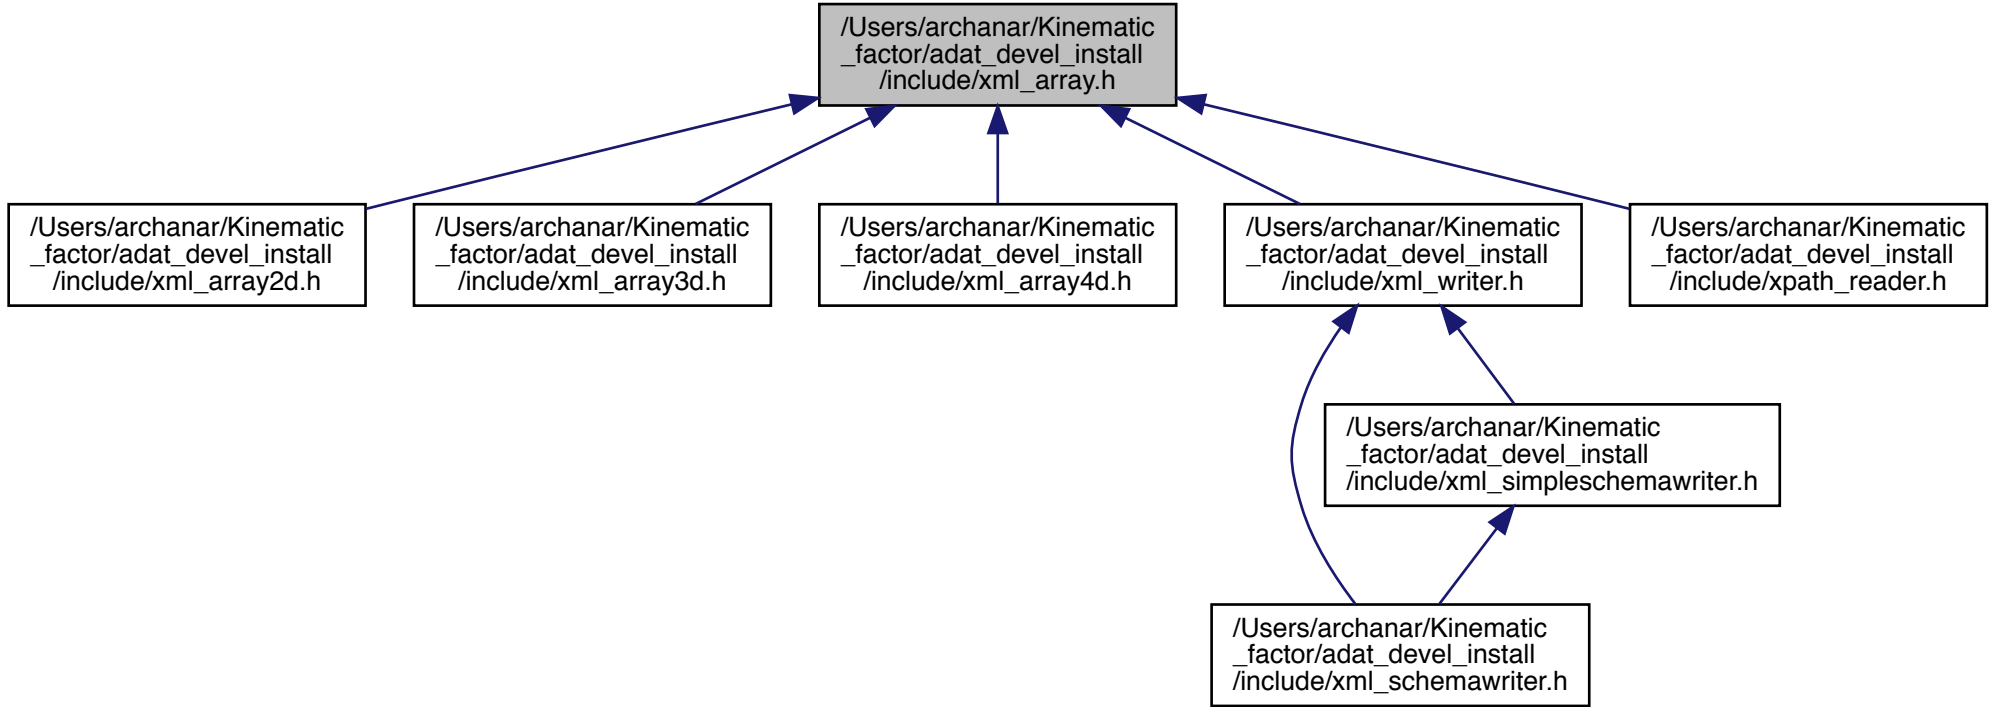 /Users/archanar/Kinematic
_factor/adat_devel_install
/include/xml_array.h
/Users/archanar/Kinematic
_factor/adat_devel_install
/include/xml_array2d.h
/Users/archanar/Kinematic
_factor/adat_devel_install
/include/xml_array3d.h
/Users/archanar/Kinematic
_factor/adat_devel_install
/include/xml_array4d.h
/Users/archanar/Kinematic
_factor/adat_devel_install
/include/xml_writer.h
/Users/archanar/Kinematic
_factor/adat_devel_install
/include/xpath_reader.h
/Users/archanar/Kinematic
_factor/adat_devel_install
/include/xml_simpleschemawriter.h
/Users/archanar/Kinematic
_factor/adat_devel_install
/include/xml_schemawriter.h